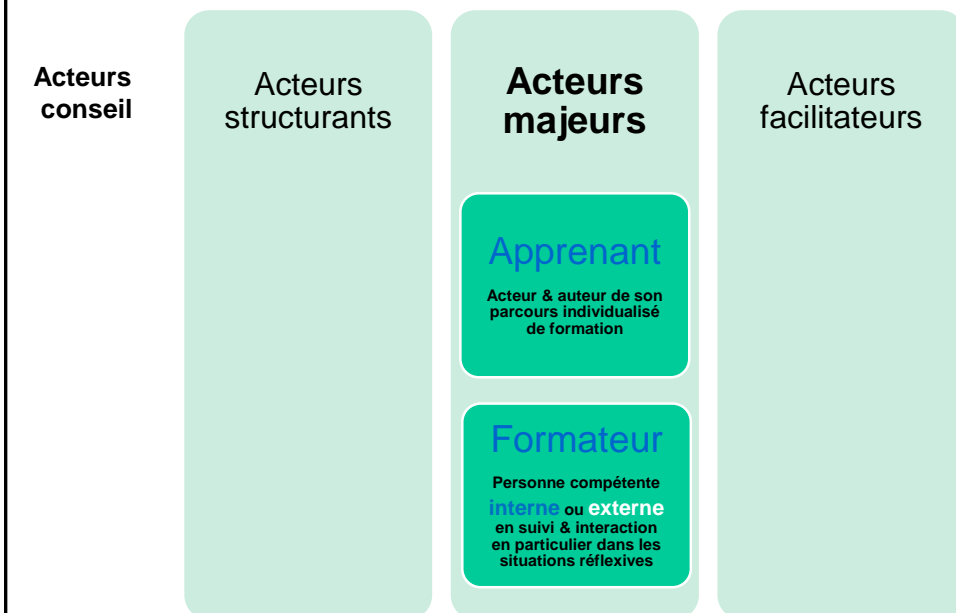 Acteurs
conseil
Acteurs
structurants
Acteurs
majeurs
Apprenant
Acteur & auteur de son
parcours individualisé
de formation
Formateur
Personne compétente
interne ou externe
en suivi & interaction
en particulier dans les
situations réflexives
Acteurs
facilitateurs